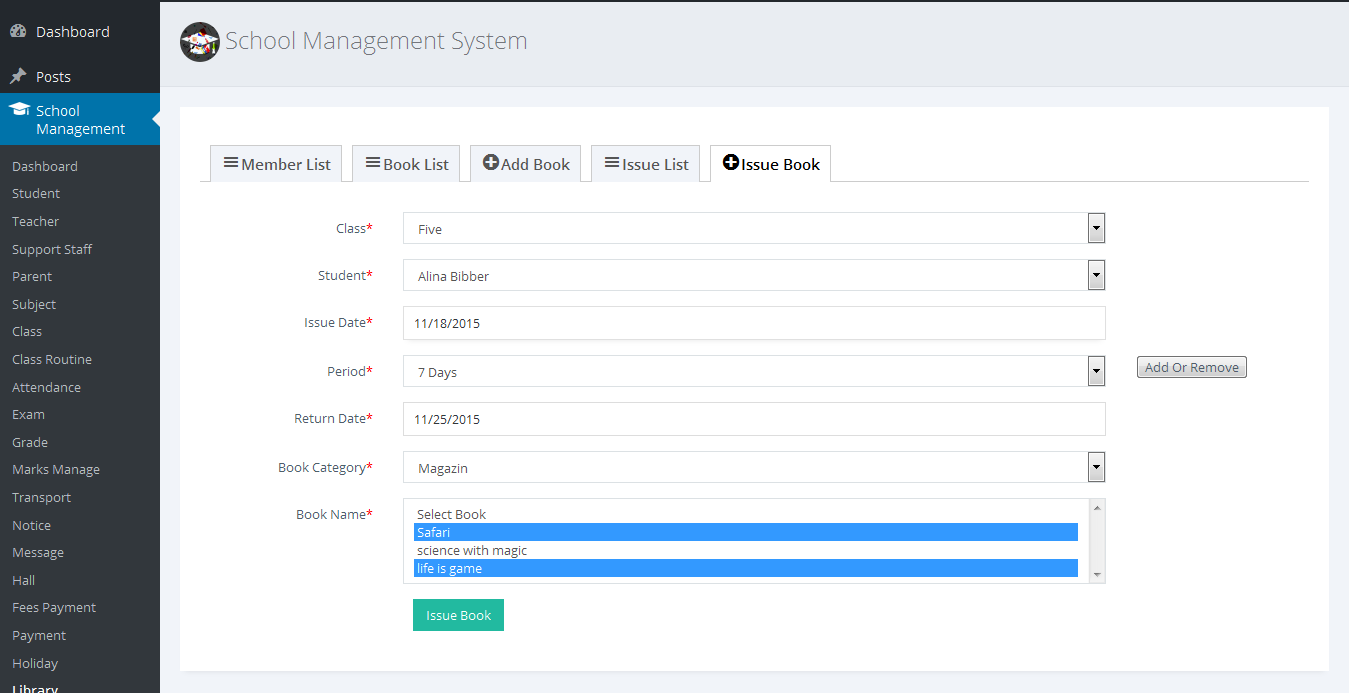 Dashboard
Posts
School
Management
Dashboard
Student
Teacher
Support Staff
Parent
Subject
Class
Class Routine
Attendance
Exam
Grade
Marks Manage
Transport
Notice
Message
Hall
Fees Payment
Payment
Holiday
Library
School Management System
Member List Book List Add Book Issue List Issue Book
Class* Five
Student* Alina Bibber
Issue Date* 11/18/2015
Period* 7 Days Add Or Remove
Return Date* 11/25/2015
Book Category* Magazin
Book Name* Select Book
Safari
science with magic
life is game
Issue Book